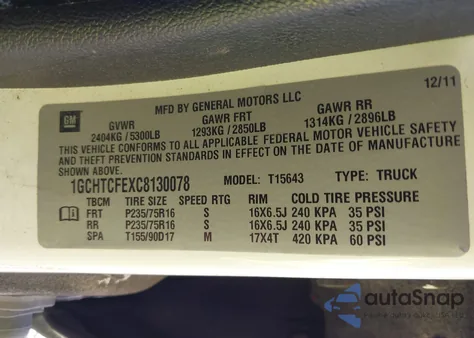 12/11
MFD BY GENERAL MOTORS LLC
GM
GVWR GAWR FRT GAWR RR
2404KG / 5300LB 1293KG / 2850LB 1314KG / 2896LB
THIS VEHICLE CONFORMS TO ALL APPLICABLE FEDERAL MOTOR VEHICLE SAFETY
AND THEFT PREVENTION STANDARDS IN EFFECT ON THE DATE OF MANUFACTURE
SHOWN ABOVE.
1GCHTCFEXC8130078 MODEL: T15643 TYPE: TRUCK
TBCM TIRE SIZE SPEED RTG RIM COLD TIRE PRESSURE
FRT P235/75R16 S 16X6.5J 240 KPA 35 PSI
RR P235/75R16 S 16X6.5J 240 KPA 35 PSI
SPA T155/90D17 M 17X4T 420 KPA 60 PSI
autoSnap